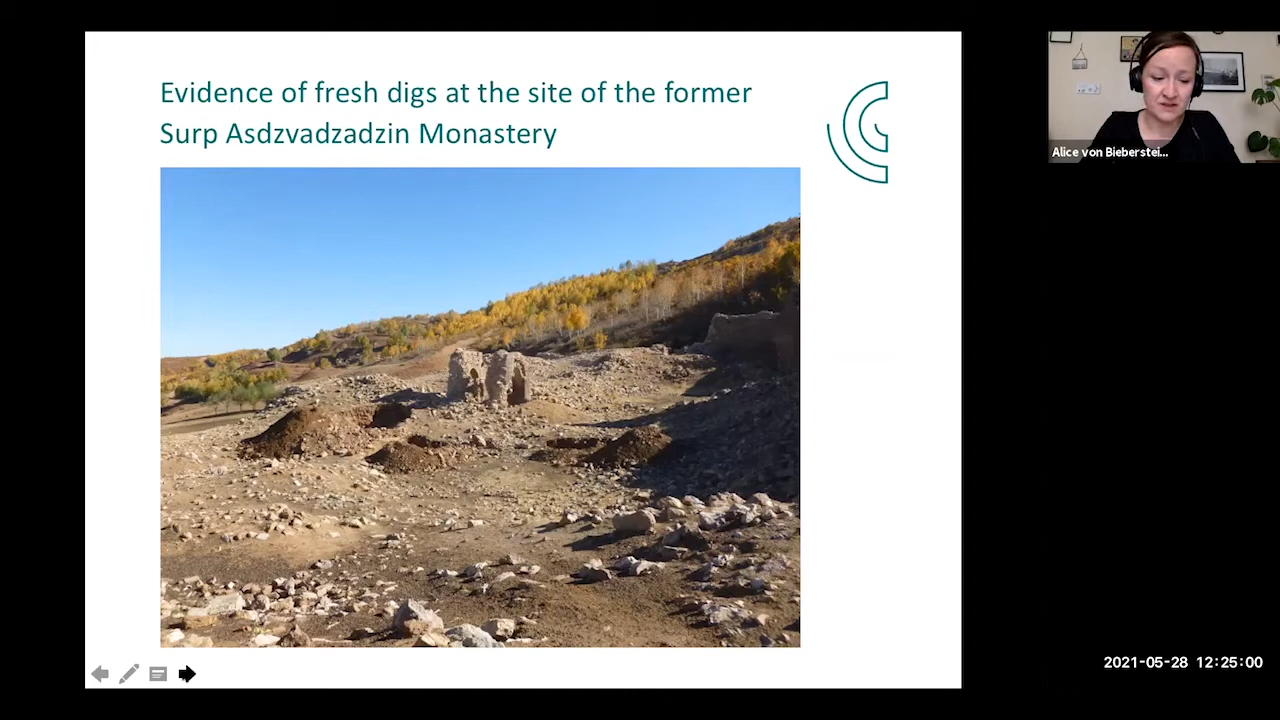 Evidence of fresh digs at the site of the former
Surp Asdzvadzadzin Monastery
Alice von Bieberstei...
2021-05-28 12:25:00